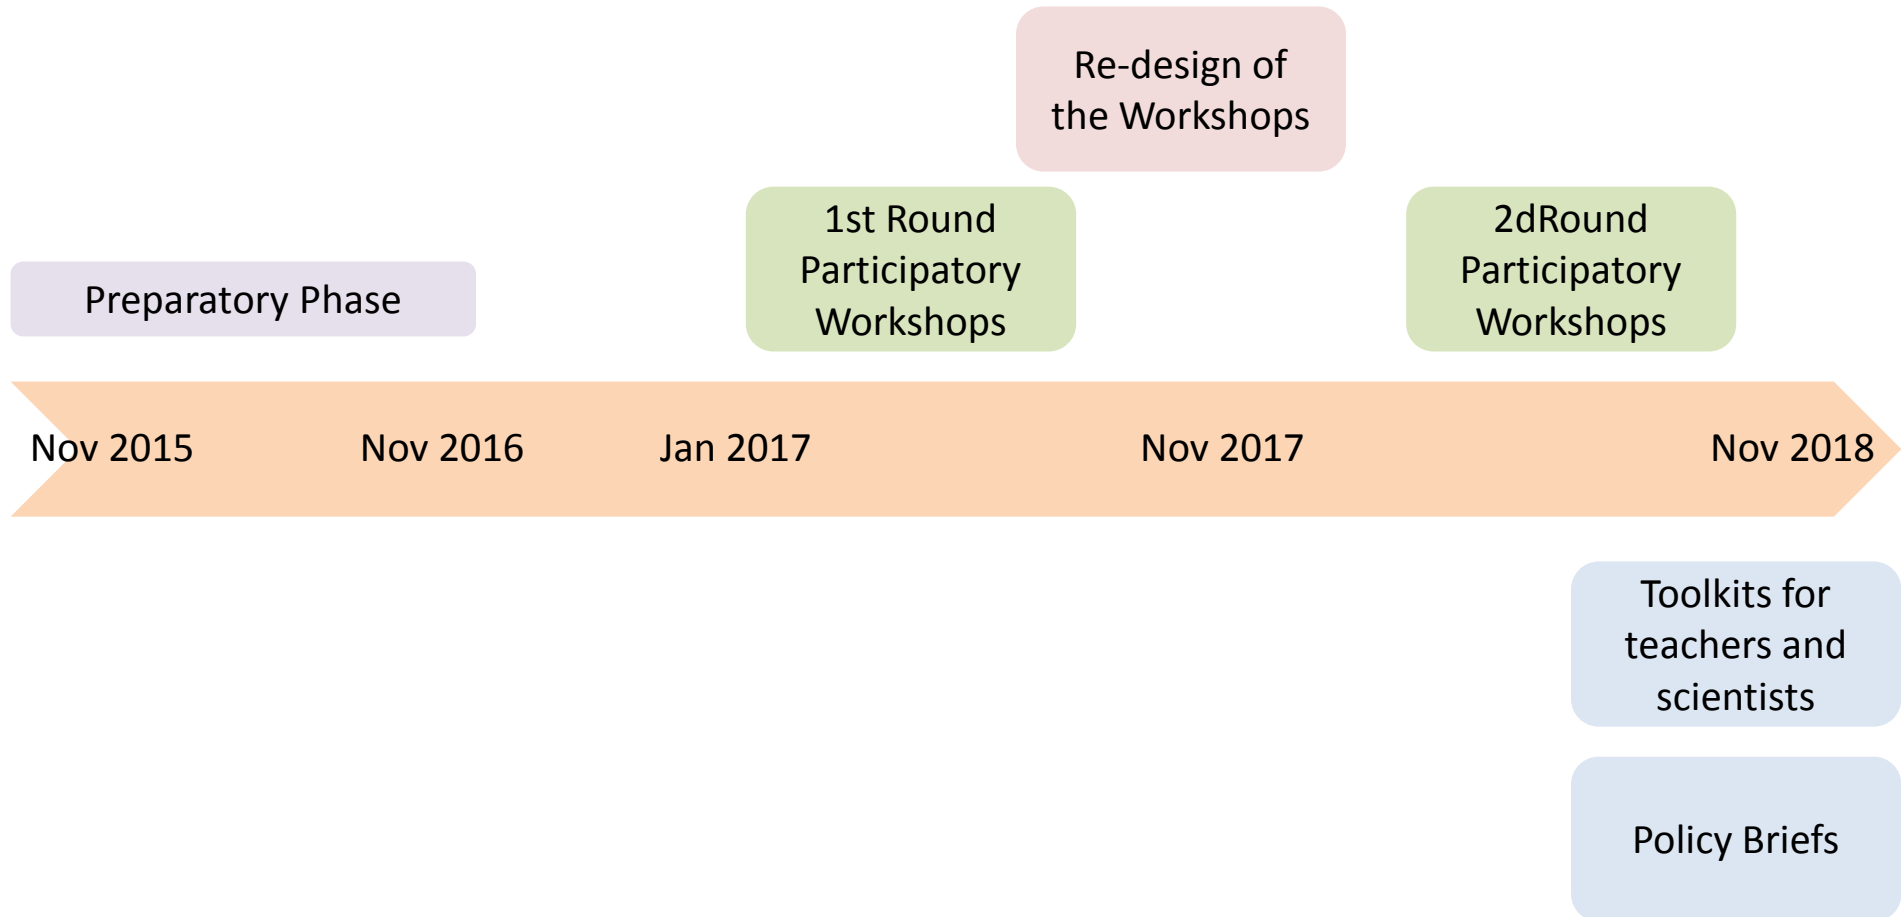 Re-design of
the Workshops
1st Round
Participatory
Workshops
2dRound
Participatory
Workshops
Preparatory Phase
Nov 2015
Nov 2016
Jan 2017
Nov 2017
Nov 2018
Toolkits for
teachers and
scientists
Policy Briefs